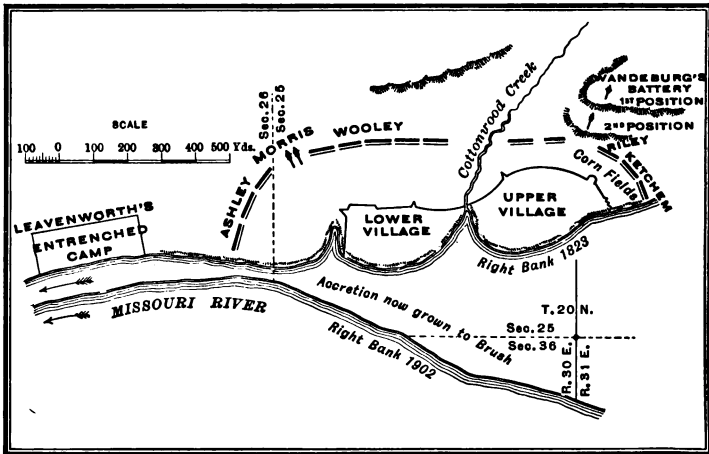 VANDEBURG'S
BATTERY
1ST POSITION
2ND POSITION
RILEY
KETCHEM
Corn Fields
Cottonwood Creek
SCALE
100 0 100 200 300 400 500 Yds.
Sec. 26
Sec. 25
ASHLEY
MORRIS
WOOLEY
LEAVENWORTH'S
ENTRENCHED
CAMP
LOWER
VILLAGE
UPPER
VILLAGE
Right Bank 1823
Accretion now grown to Brush
MISSOURI RIVER
Right Bank 1902
T. 20 N.
Sec. 25
Sec. 36
R. 30 E.
R. 31 E.